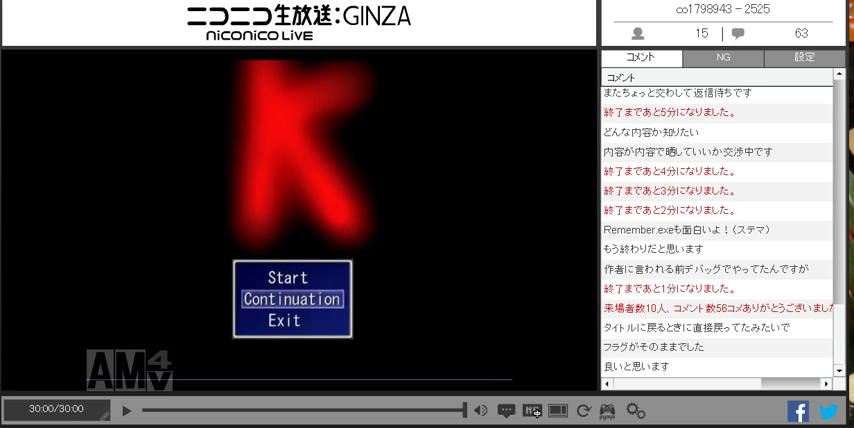 ニコニコ生放送:GINZA
niconico LIVE
co1798943 - 2525
15
63
コメント
NG
設定
コメント
またちょっと交わして返信待ちです
終了まであと5分になりました。
どんな内容か知りたい
内容が内容で晒していいか交渉中です
終了まであと4分になりました。
終了まであと3分になりました。
終了まであと2分になりました。
Remember.exeも面白いよ!(ステマ)
もう終わりだと思います
作者に言われる前デバッグでやってたんですが
終了まであと1分になりました。
来場者数10人、コメント数56コメありがとうございました
タイトルに戻るときに直接戻ってたみたいで
フラグがそのままでした
良いと思います
K
Start
Continuation
Exit
AM4V
30:00/30:00